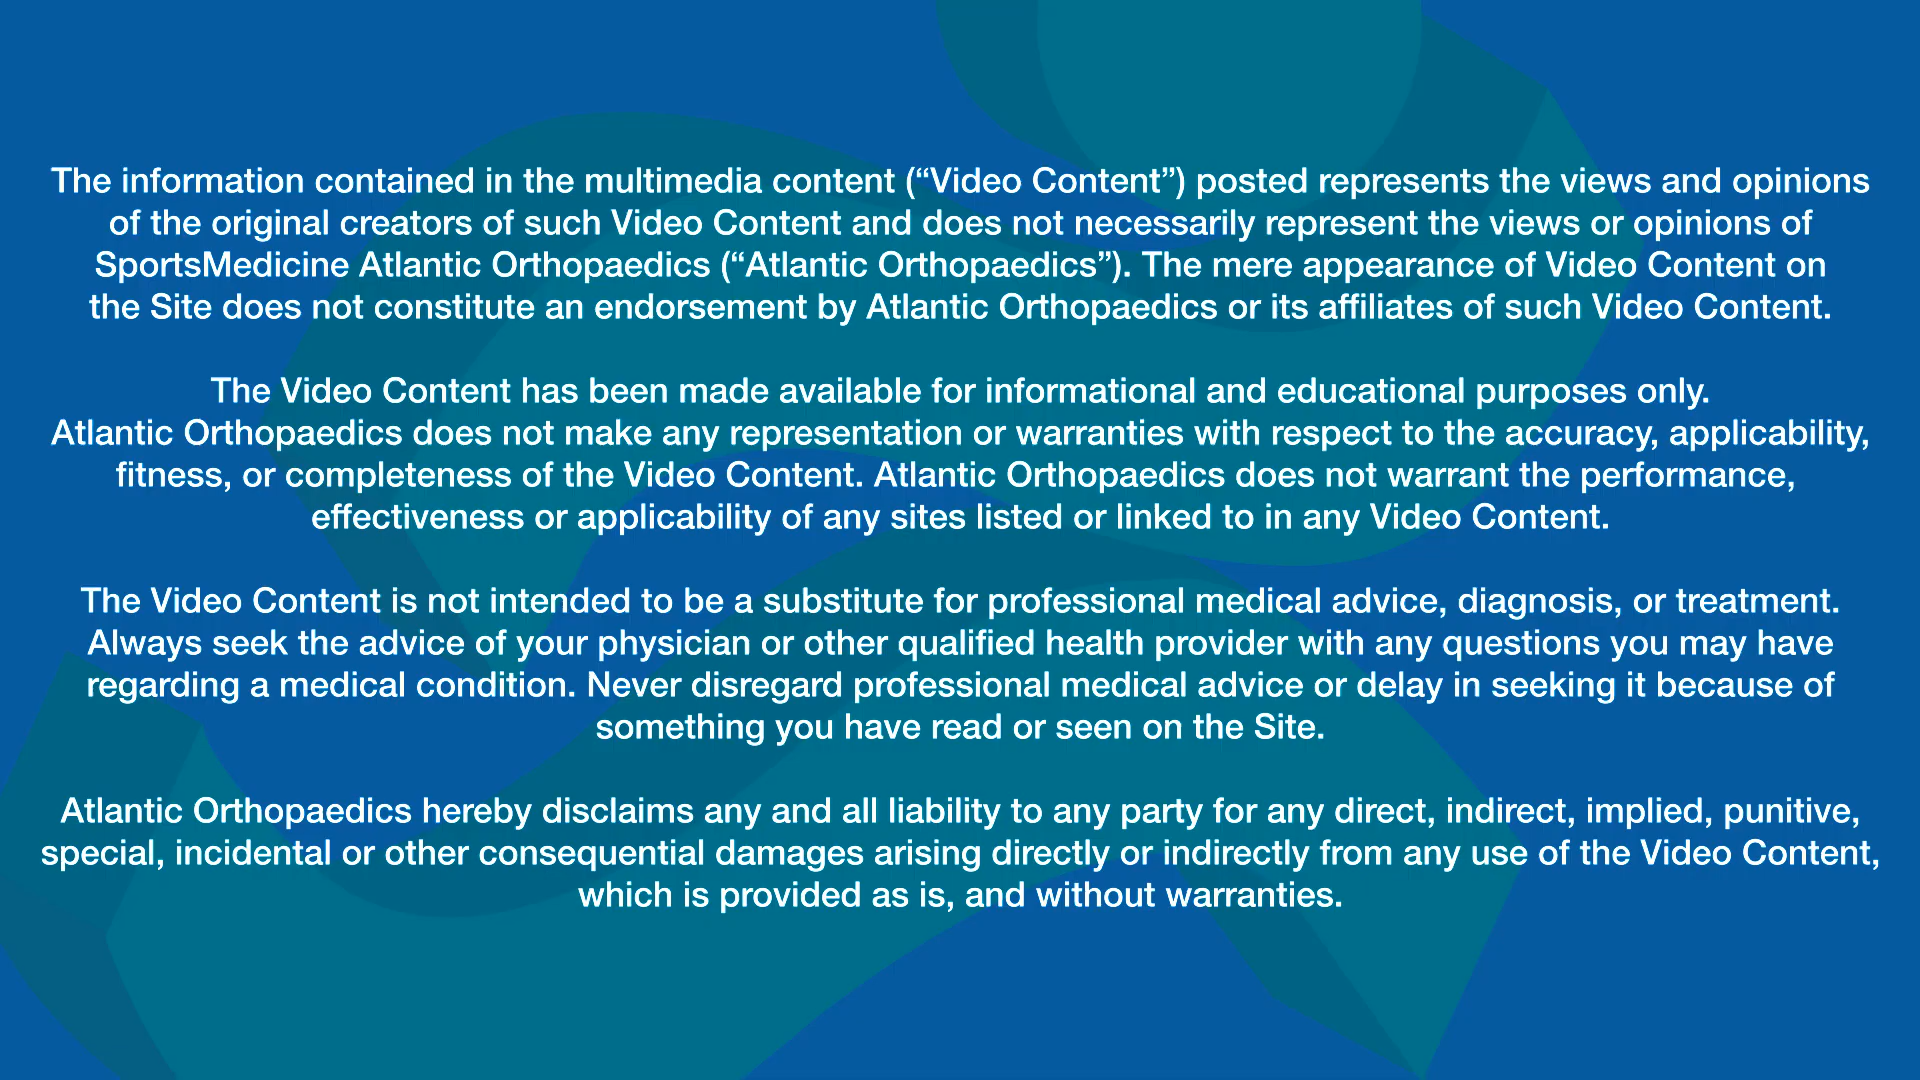 The information contained in the multimedia content (“Video Content”) posted represents the views and opinions
of the original creators of such Video Content and does not necessarily represent the views or opinions of
SportsMedicine Atlantic Orthopaedics (“Atlantic Orthopaedics”). The mere appearance of Video Content on
the Site does not constitute an endorsement by Atlantic Orthopaedics or its affiliates of such Video Content.
The Video Content has been made available for informational and educational purposes only.
Atlantic Orthopaedics does not make any representation or warranties with respect to the accuracy, applicability,
fitness, or completeness of the Video Content. Atlantic Orthopaedics does not warrant the performance,
effectiveness or applicability of any sites listed or linked to in any Video Content.
The Video Content is not intended to be a substitute for professional medical advice, diagnosis, or treatment.
Always seek the advice of your physician or other qualified health provider with any questions you may have
regarding a medical condition. Never disregard professional medical advice or delay in seeking it because of
something you have read or seen on the Site.
Atlantic Orthopaedics hereby disclaims any and all liability to any party for any direct, indirect, implied, punitive,
special, incidental or other consequential damages arising directly or indirectly from any use of the Video Content,
which is provided as is, and without warranties.